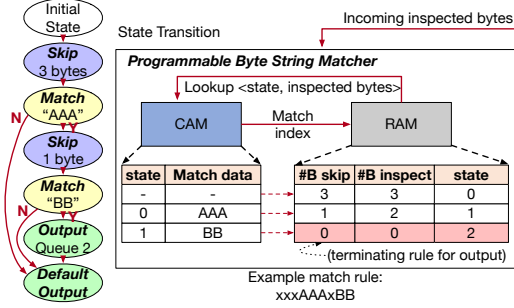 Initial
State
Skip
3 bytes
N
Match
"AAA"
Y
Skip
1 byte
N
Match
"BB"
Y
Output
Queue 2
Default
Output
State Transition
Incoming inspected bytes
Programmable Byte String Matcher
Lookup <state, inspected bytes>
CAM
Match
index
RAM
state Match data
- -
0 AAA
1 BB
#B skip #B inspect state
3 3 0
1 2 1
0 0 2
(terminating rule for output)
Example match rule:
xxxAAAxBB